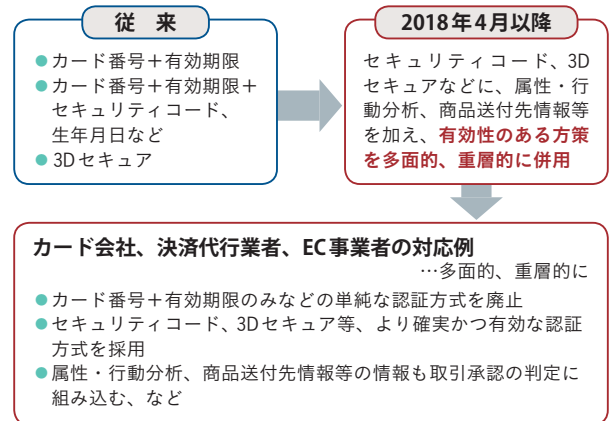 従 来
●カード番号＋有効期限
●カード番号＋有効期限＋
セキュリティコード、
生年月日など
●3Dセキュア
2018年4月以降
セキュリティコード、3D
セキュアなどに、属性・行
動分析、商品送付先情報等
を加え、有効性のある方策
を多面的、重層的に併用
カード会社、決済代行業者、EC事業者の対応例
…多面的、重層的に
●カード番号＋有効期限のみなどの単純な認証方式を廃止
●セキュリティコード、3Dセキュア等、より確実かつ有効な認証
方式を採用
●属性・行動分析、商品送付先情報等の情報も取引承認の判定に
組み込む、など